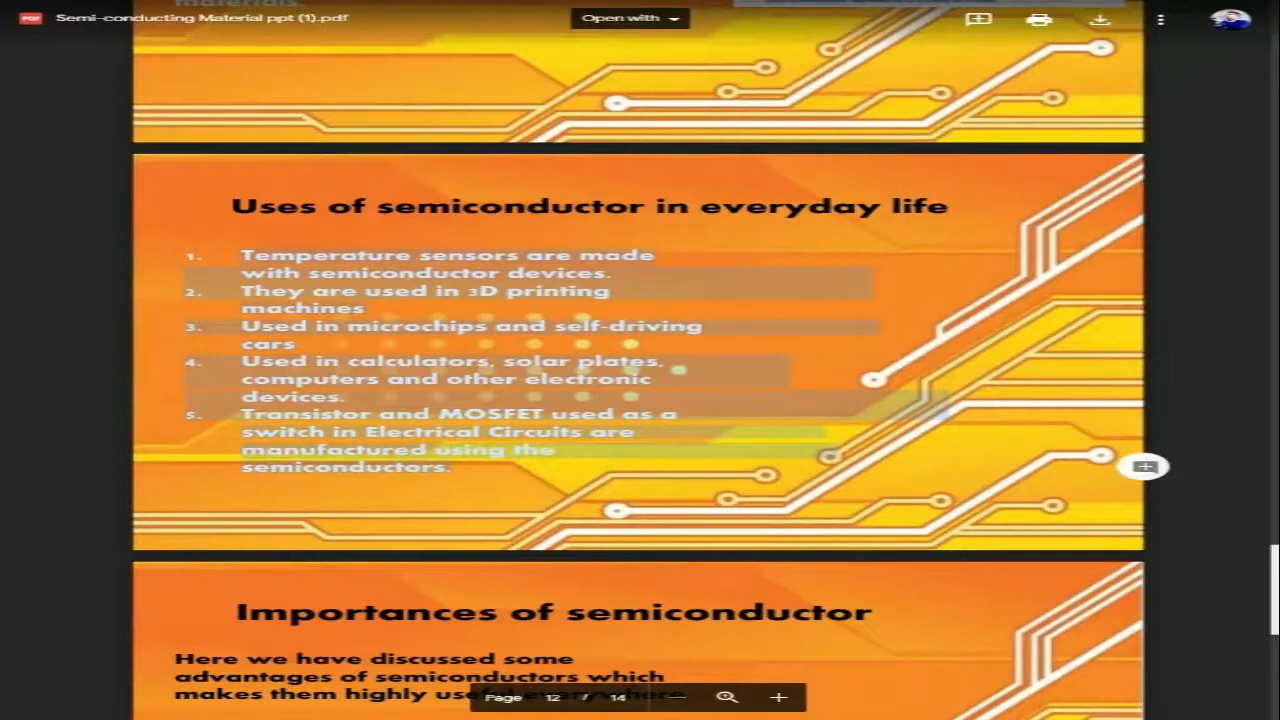 materials.
Semi-conducting Material ppt (1).pdf
Open with
Uses of semiconductor in everyday life
1. Temperature sensors are made
with semiconductor devices.
2. They are used in 3D printing
machines
3. Used in microchips and self-driving
cars
4. Used in calculators, solar plates,
computers and other electronic
devices.
5. Transistor and MOSFET used as a
switch in Electrical Circuits are
manufactured using the
semiconductors.
Importances of semiconductor
Here we have discussed some
advantages of semiconductors which
makes them highly useful everywhere
Page 12 / 14